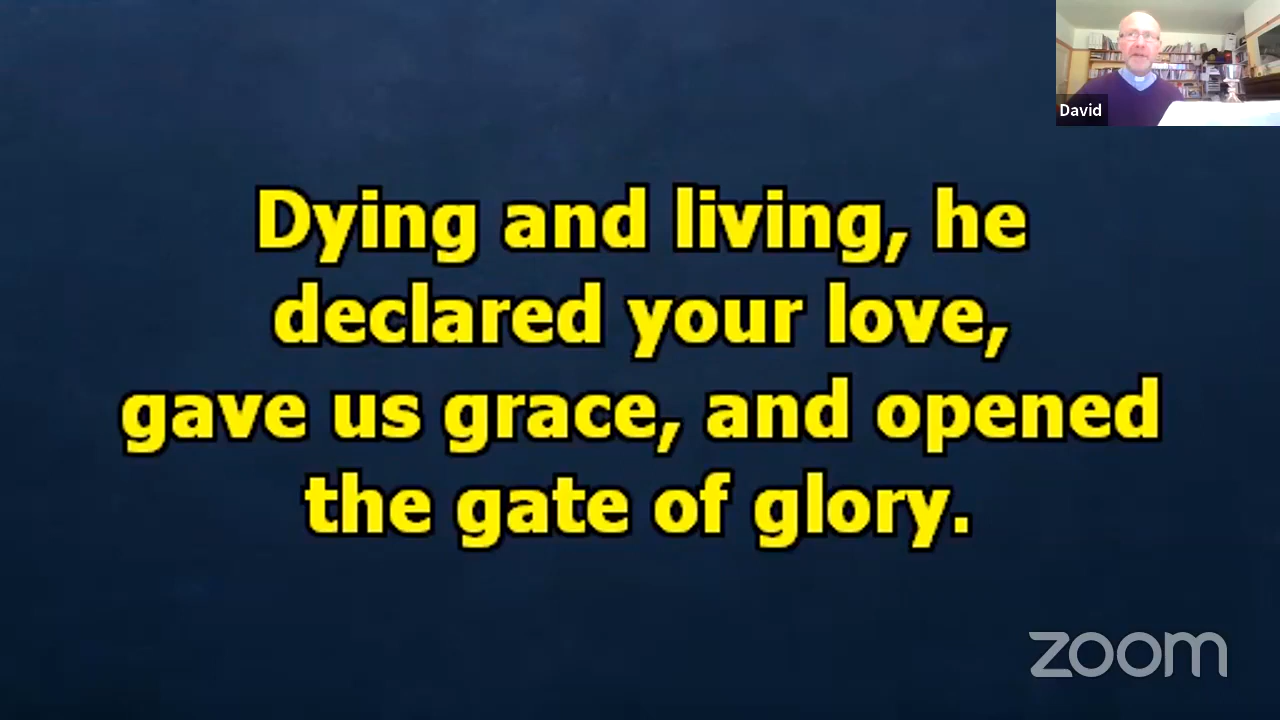 David
Dying and living, he
declared your love,
gave us grace, and opened
the gate of glory.
zoom